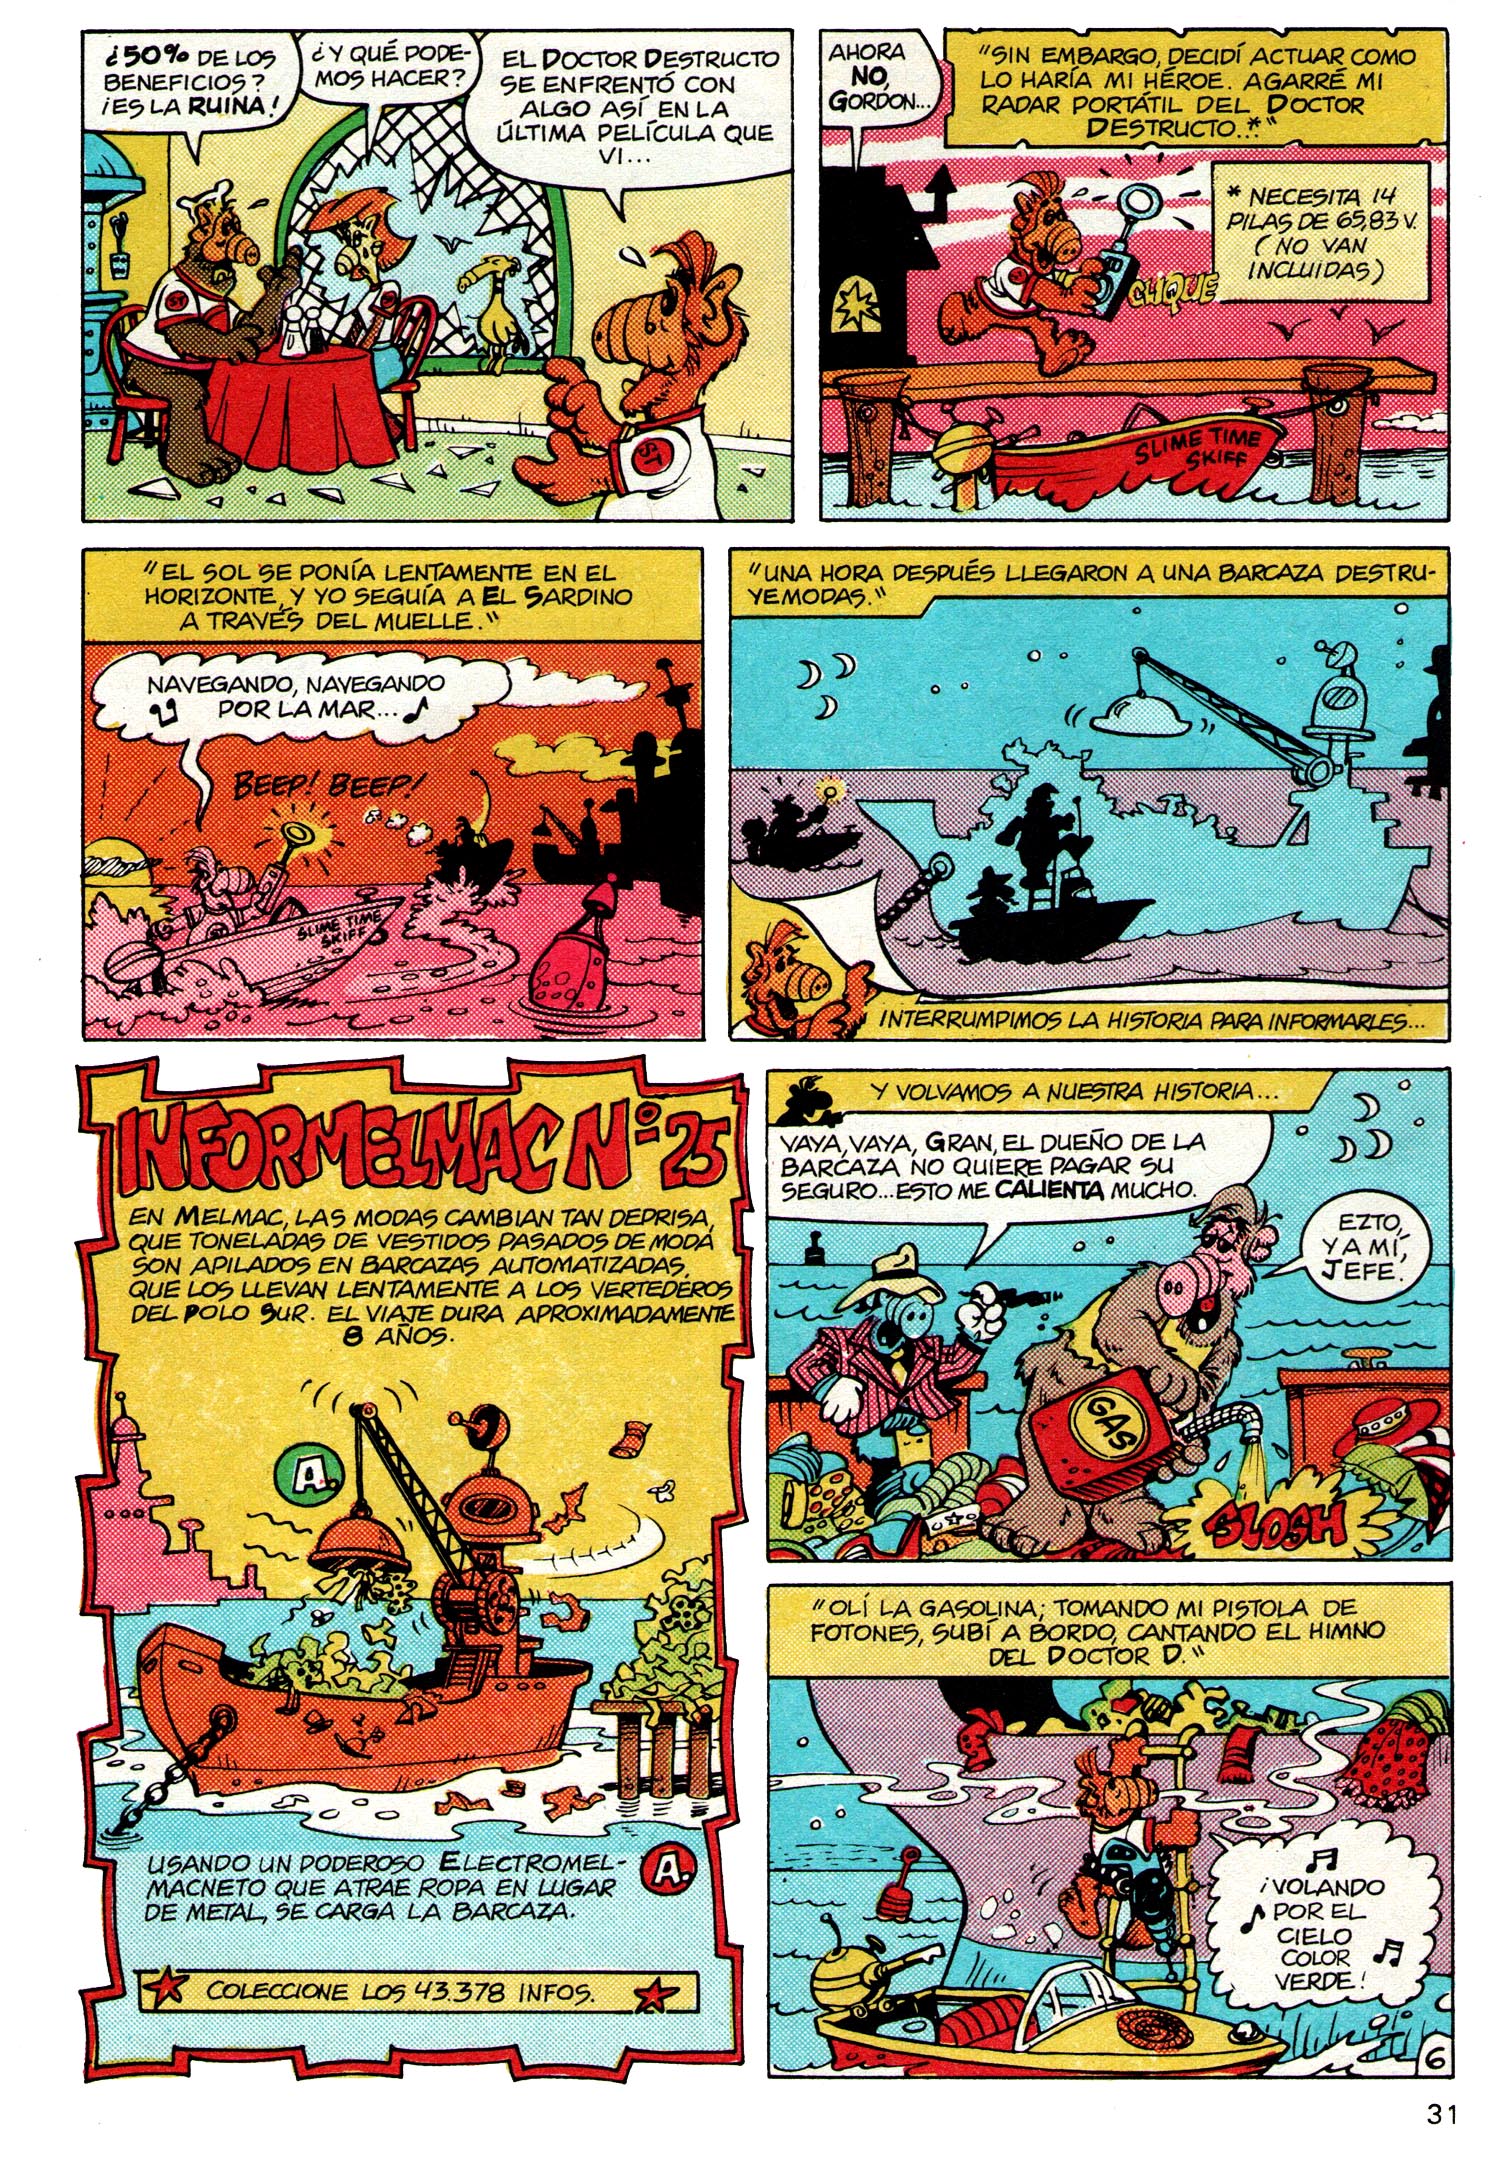 ¿50% DE LOS
BENEFICIOS?
¡ES LA RUINA!
¿Y QUÉ PODE-
MOS HACER?
EL DOCTOR DESTRUCTO
SE ENFRENTÓ CON
ALGO ASÍ EN LA
ÚLTIMA PELÍCULA QUE
VI...
ST
ST
AHORA
NO,
GORDON...
"SIN EMBARGO, DECIDÍ ACTUAR COMO
LO HARÍA MI HÉROE. AGARRÉ MI
RADAR PORTÁTIL DEL DOCTOR
DESTRUCTO..*"
* NECESITA 14
PILAS DE 65,83 V.
(NO VAN
INCLUIDAS)
ST
CLIQUE
SLIME TIME
SKIFF
"EL SOL SE PONÍA LENTAMENTE EN EL
HORIZONTE, Y YO SEGUÍA A EL SARDINO
A TRAVÉS DEL MUELLE."
NAVEGANDO, NAVEGANDO
POR LA MAR...
BEEP! BEEP!
ST
SLIME TIME
SKIFF
"UNA HORA DESPUÉS LLEGARON A UNA BARCAZA DESTRU-
YEMODAS."
INTERRUMPIMOS LA HISTORIA PARA INFORMARLES...
INFORMELMAC Nº 25
EN MELMAC, LAS MODAS CAMBIAN TAN DEPRISA,
QUE TONELADAS DE VESTIDOS PASADOS DE MODA
SON APILADOS EN BARCAZAS AUTOMATIZADAS,
QUE LOS LLEVAN LENTAMENTE A LOS VERTEDEROS
DEL POLO SUR. EL VIAJE DURA APROXIMADAMENTE
8 AÑOS.
A.
USANDO UN PODEROSO ELECTROMEL-
MACNETO QUE ATRAE ROPA EN LUGAR
DE METAL, SE CARGA LA BARCAZA.
A.
COLECCIONE LOS 43.378 INFOS.
Y VOLVAMOS A NUESTRA HISTORIA...
VAYA, VAYA, GRAN, EL DUEÑO DE LA
BARCAZA NO QUIERE PAGAR SU
SEGURO... ESTO ME CALIENTA MUCHO.
EZTO,
Y A MÍ,
JEFE.
GAS
SLOSH
"OLÍ LA GASOLINA; TOMANDO MI PISTOLA DE
FOTONES, SUBÍ A BORDO, CANTANDO EL HIMNO
DEL DOCTOR D."
¡VOLANDO
POR EL
CIELO
COLOR
VERDE!
6
31